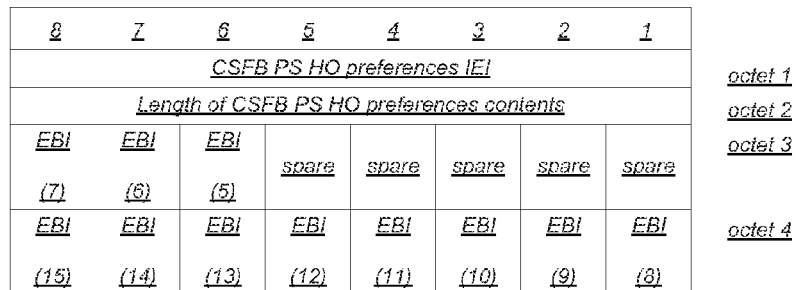 8 7 6 5 4 3 2 1
CSFB PS HO preferences IEI
octet 1
Length of CSFB PS HO preferences contents
octet 2
EBI EBI EBI
octet 3
spare spare spare spare spare
(7) (6) (5)
EBI EBI EBI EBI EBI EBI EBI EBI
octet 4
(15) (14) (13) (12) (11) (10) (9) (8)